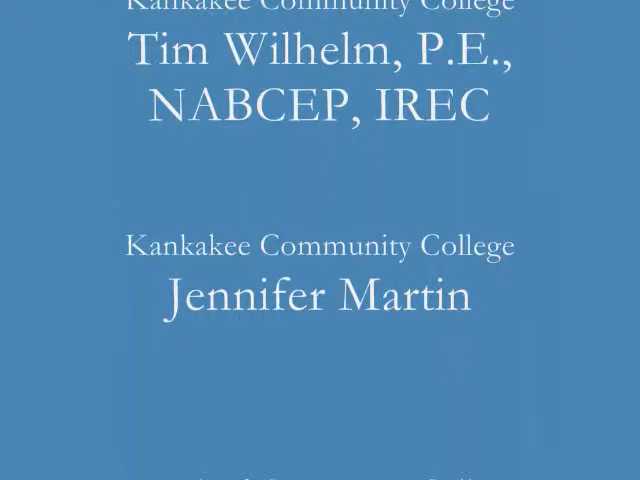 Kankakee Community College
Tim Wilhelm, P.E.,
NABCEP, IREC
Kankakee Community College
Jennifer Martin